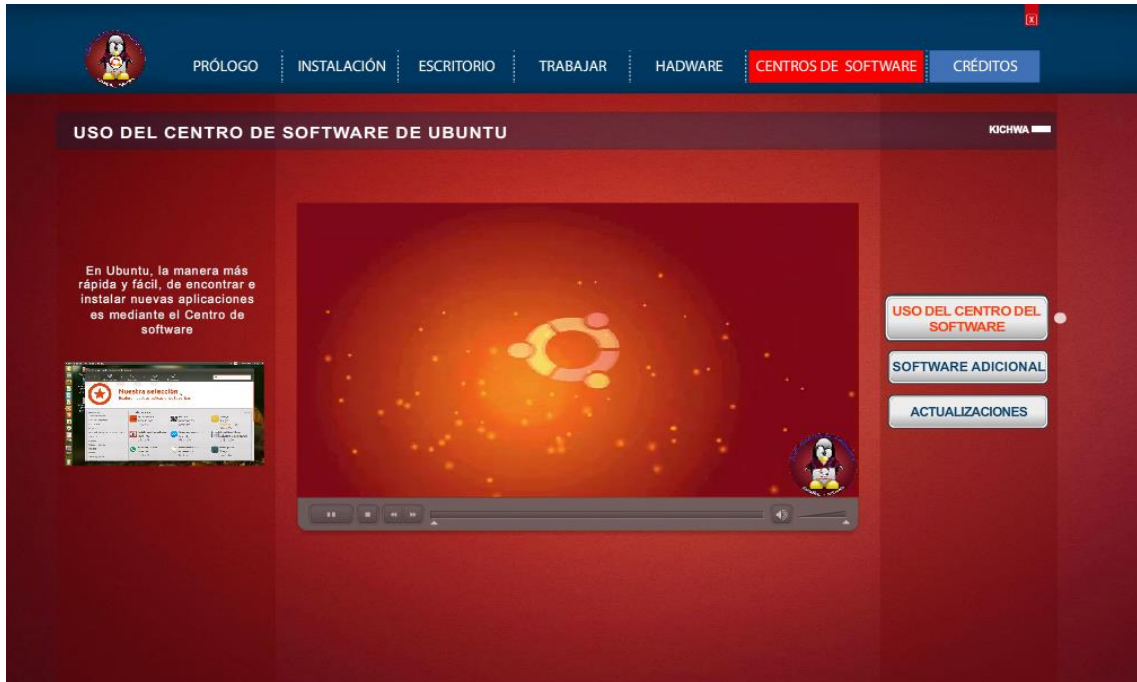 x
PRÓLOGO
INSTALACIÓN
ESCRITORIO
TRABAJAR
HADWARE
CENTROS DE SOFTWARE
CRÉDITOS
USO DEL CENTRO DE SOFTWARE DE UBUNTU
KICHWA
En Ubuntu, la manera más
rápida y fácil, de encontrar e
instalar nuevas aplicaciones
es mediante el Centro de
software
Nuestra selección
USO DEL CENTRO DEL
SOFTWARE
SOFTWARE ADICIONAL
ACTUALIZACIONES